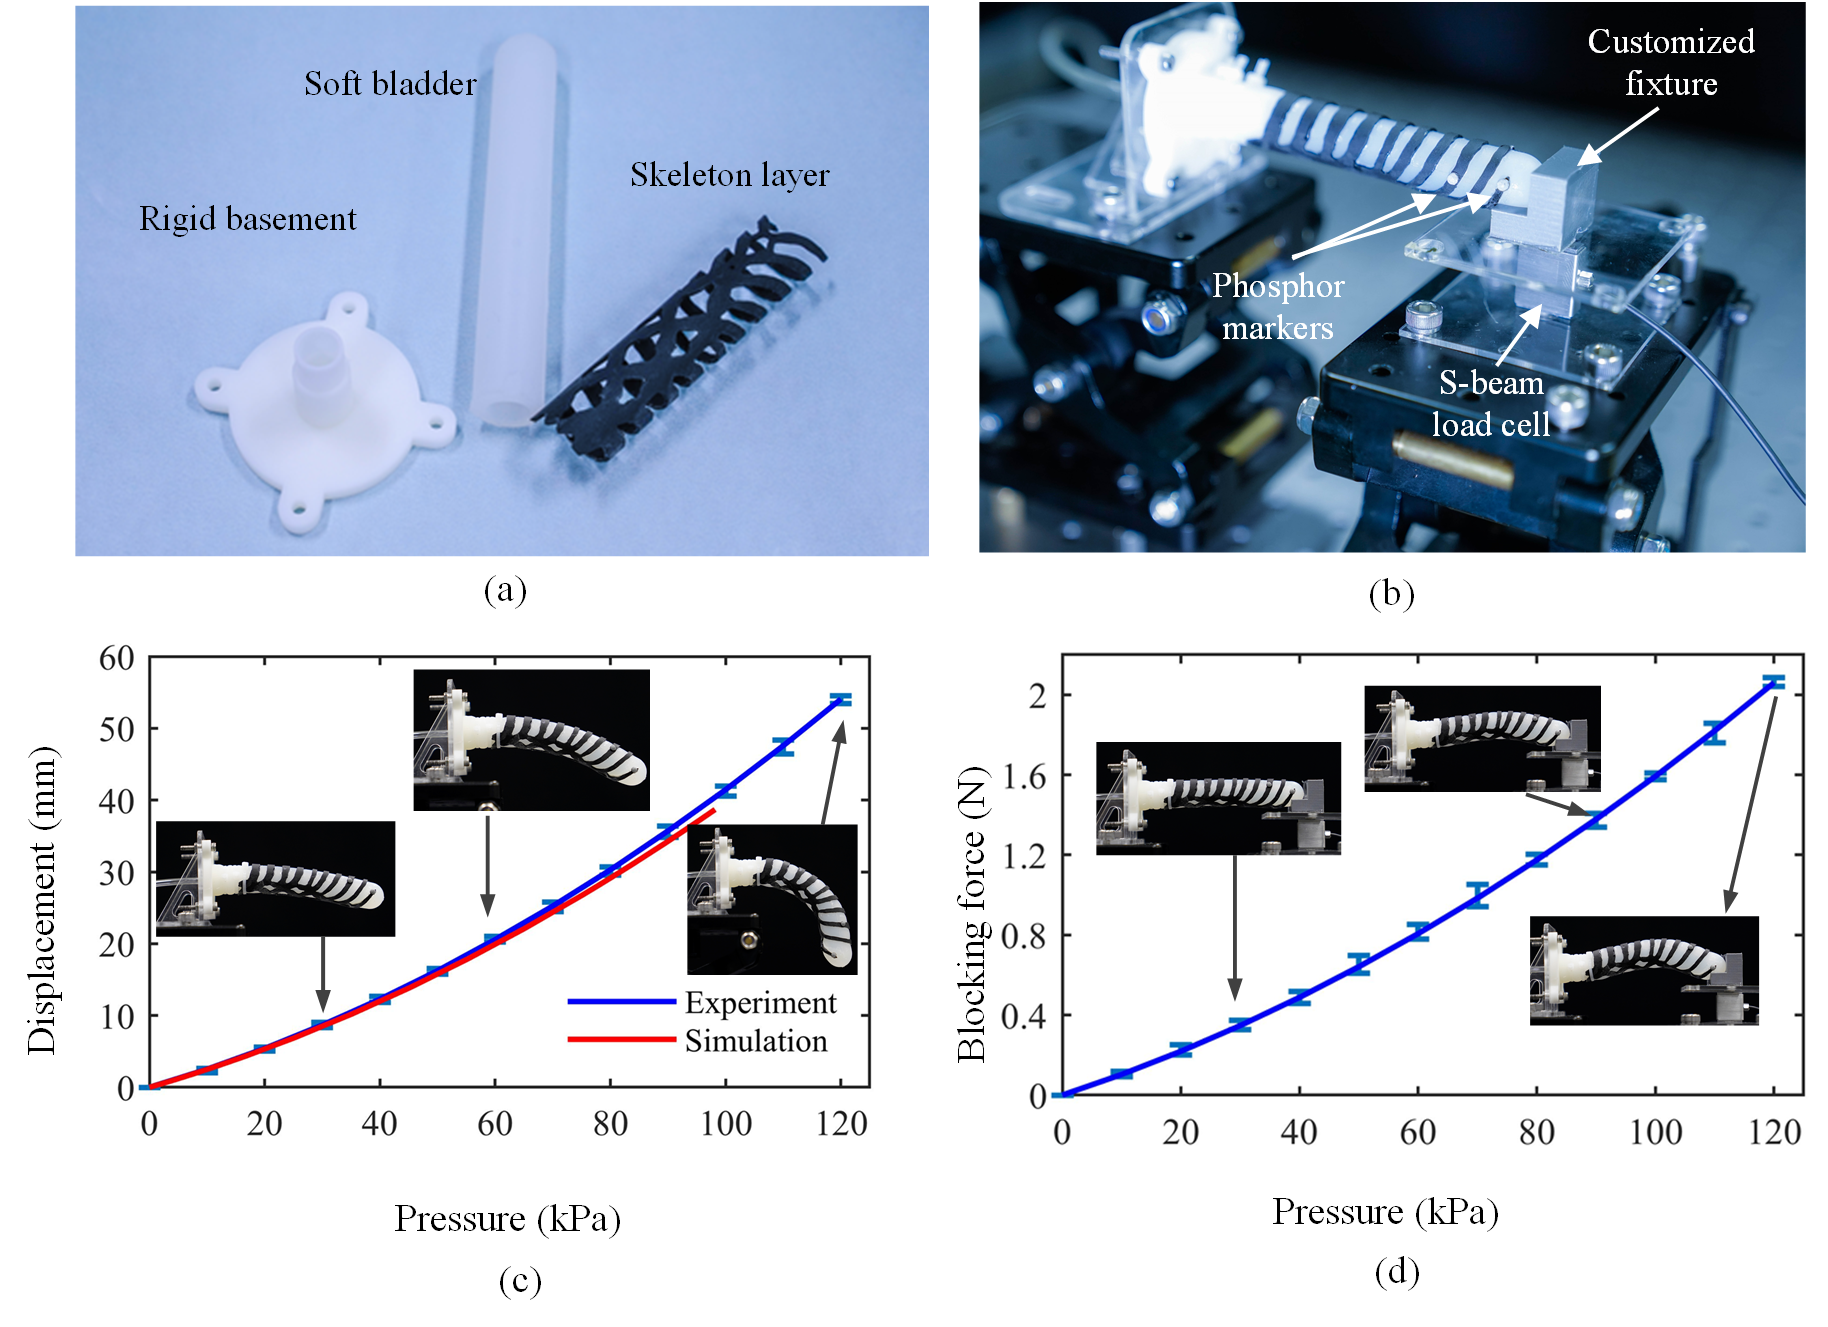 Soft bladder
Skeleton layer
Rigid basement
(a)
Customized
fixture
Phosphor
markers
S-beam
load cell
(b)
60
50
40
30
20
10
0
Displacement (mm)
Experiment
Simulation
0 20 40 60 80 100 120
Pressure (kPa)
(c)
2
1.6
1.2
0.8
0.4
0
Blocking force (N)
0 20 40 60 80 100 120
Pressure (kPa)
(d)